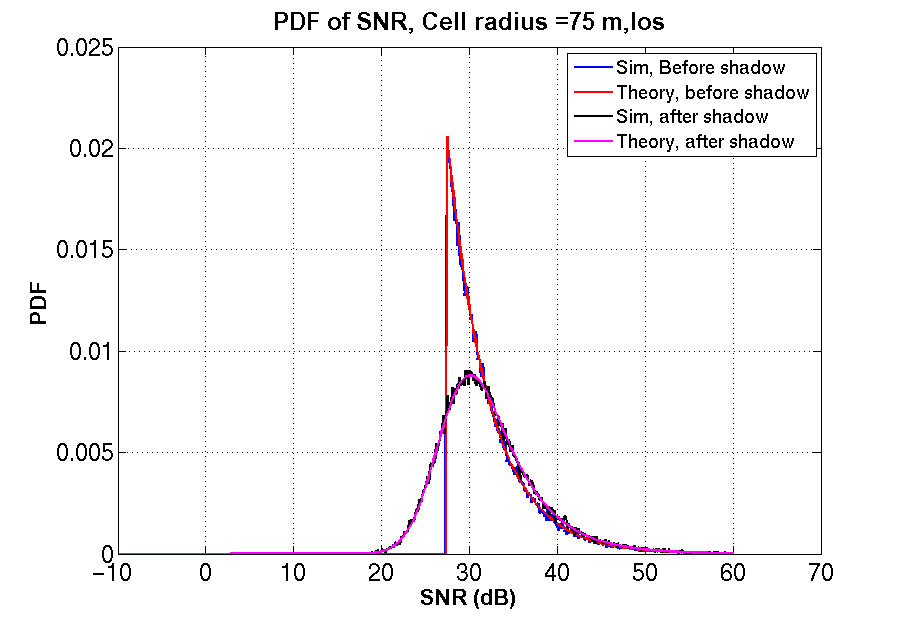 PDF of SNR, Cell radius =75 m,los
0.025
0.02
0.015
0.01
0.005
0
PDF
Sim, Before shadow
Theory, before shadow
Sim, after shadow
Theory, after shadow
−10 0 10 20 30 40 50 60 70
SNR (dB)